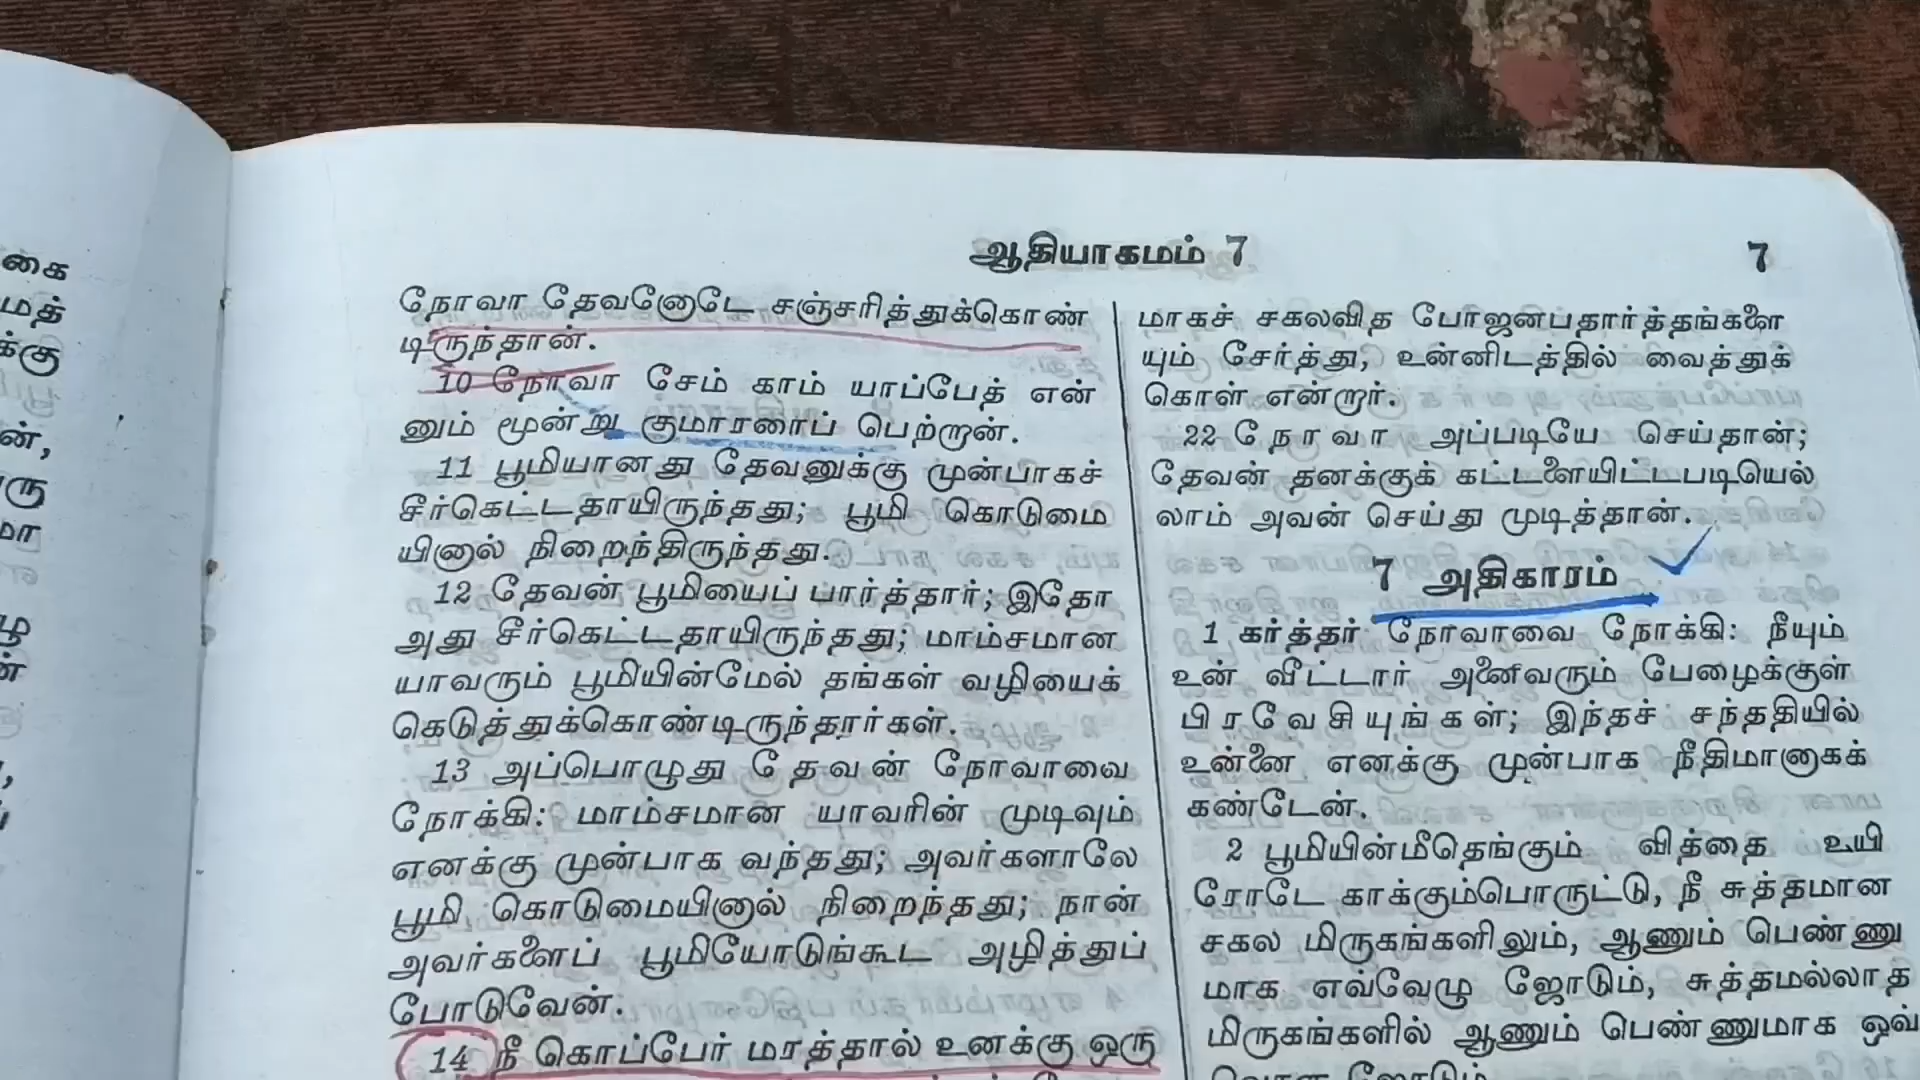 ஆதியாகமம் 7
7
கை
மத்
க்கு
ன்,
நோவா தேவனோடே சஞ்சரித்துக்கொண்
டிருந்தான்.
10 நோவா சேம் காம் யாப்பேத் என்
னும் மூன்று குமாரரைப் பெற்றான்.
11 பூமியானது தேவனுக்கு முன்பாகச்
சீர்கெட்டதாயிருந்தது; பூமி கொடுமை
யினால் நிறைந்திருந்தது.
12 தேவன் பூமியைப் பார்த்தார்; இதோ
அது சீர்கெட்டதாயிருந்தது; மாம்சமான
யாவரும் பூமியின்மேல் தங்கள் வழியைக்
கெடுத்துக்கொண்டிருந்தார்கள்.
13 அப்பொழுது தேவன் நோவாவை
நோக்கி: மாம்சமான யாவரின் முடிவும்
எனக்கு முன்பாக வந்தது; அவர்களாலே
பூமி கொடுமையினால் நிறைந்தது; நான்
அவர்களைப் பூமியோடுங்கூட அழித்துப்
போடுவேன்.
14 நீ கொப்பேர் மரத்தால் உனக்கு ஒரு
மாகச் சகலவித போஜனபதார்த்தங்களை
யும் சேர்த்து, உன்னிடத்தில் வைத்துக்
கொள் என்றார்.
22 நோவா அப்படியே செய்தான்;
தேவன் தனக்குக் கட்டளையிட்டபடியெல்
லாம் அவன் செய்து முடித்தான்.
7 அதிகாரம்
1 கர்த்தர் நோவாவை நோக்கி: நீயும்
உன் வீட்டார் அனைவரும் பேழைக்குள்
பிரவேசியுங்கள்; இந்தச் சந்ததியில்
உன்னை எனக்கு முன்பாக நீதிமானாகக்
கண்டேன்.
2 பூமியின்மீதெங்கும் வித்தை உயி
ரோடே காக்கும்பொருட்டு, நீ சுத்தமான
சகல மிருகங்களிலும், ஆணும் பெண்ணு
மாக எவ்வேழு ஜோடும், சுத்தமல்லாத
மிருகங்களில் ஆணும் பெண்ணுமாக ஒவ்